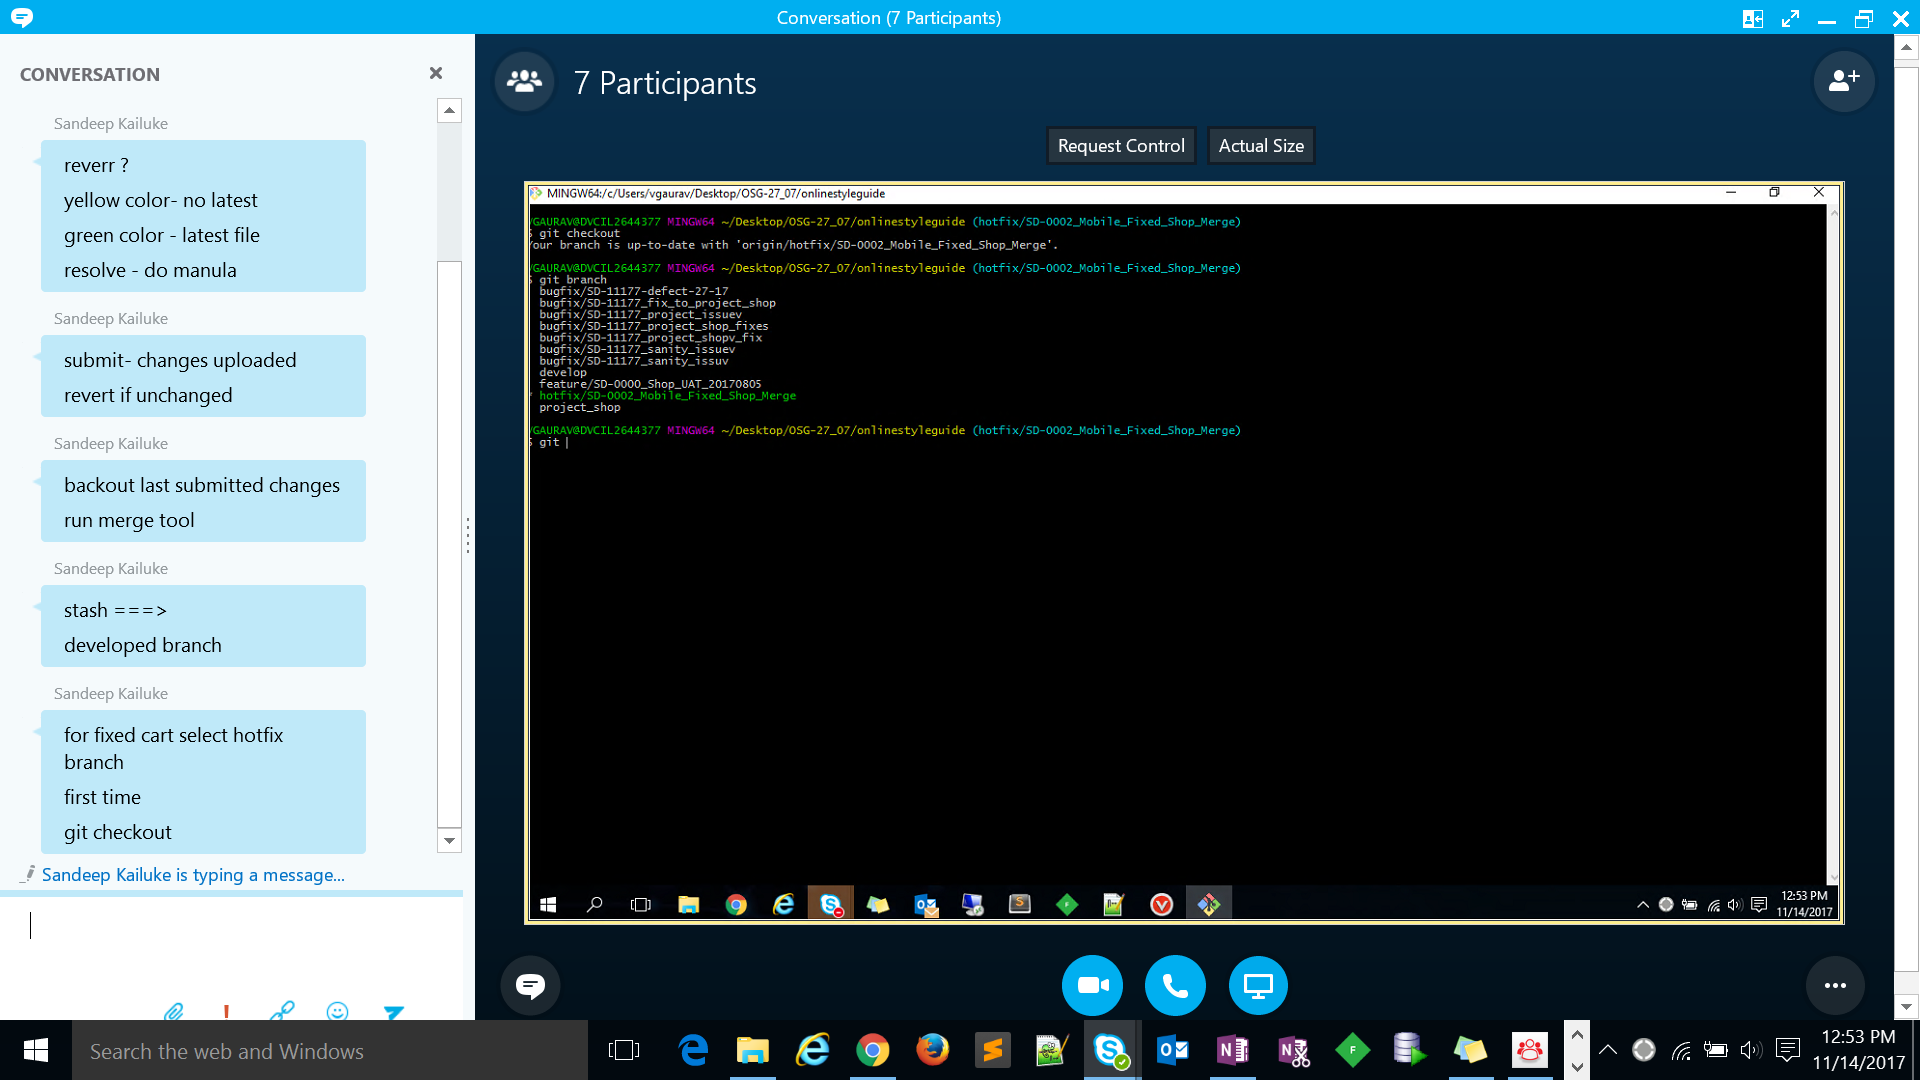 Conversation (7 Participants)
CONVERSATION
Sandeep Kailuke
reverr ?
yellow color- no latest
green color - latest file
resolve - do manula
Sandeep Kailuke
submit- changes uploaded
revert if unchanged
Sandeep Kailuke
backout last submitted changes
run merge tool
Sandeep Kailuke
stash ===>
developed branch
Sandeep Kailuke
for fixed cart select hotfix
branch
first time
git checkout
Sandeep Kailuke is typing a message...
7 Participants
Request Control
Actual Size
MINGW64:/c/Users/vgaurav/Desktop/OSG-27_07/onlinestyleguide
VGAURAV@DVCIL2644377 MINGW64 ~/Desktop/OSG-27_07/onlinestyleguide (hotfix/SD-0002_Mobile_Fixed_Shop_Merge)
$ git checkout
Your branch is up-to-date with 'origin/hotfix/SD-0002_Mobile_Fixed_Shop_Merge'.
VGAURAV@DVCIL2644377 MINGW64 ~/Desktop/OSG-27_07/onlinestyleguide (hotfix/SD-0002_Mobile_Fixed_Shop_Merge)
$ git branch
bugfix/SD-11177-defect-27-17
bugfix/SD-11177_fix_to_project_shop
bugfix/SD-11177_project_issuev
bugfix/SD-11177_project_shop_fixes
bugfix/SD-11177_project_shopv_fix
bugfix/SD-11177_sanity_issuev
bugfix/SD-11177_sanity_issuv
develop
feature/SD-0000_Shop_UAT_20170805
* hotfix/SD-0002_Mobile_Fixed_Shop_Merge
project_shop
VGAURAV@DVCIL2644377 MINGW64 ~/Desktop/OSG-27_07/onlinestyleguide (hotfix/SD-0002_Mobile_Fixed_Shop_Merge)
$ git
12:53 PM
11/14/2017
Search the web and Windows
12:53 PM
11/14/2017